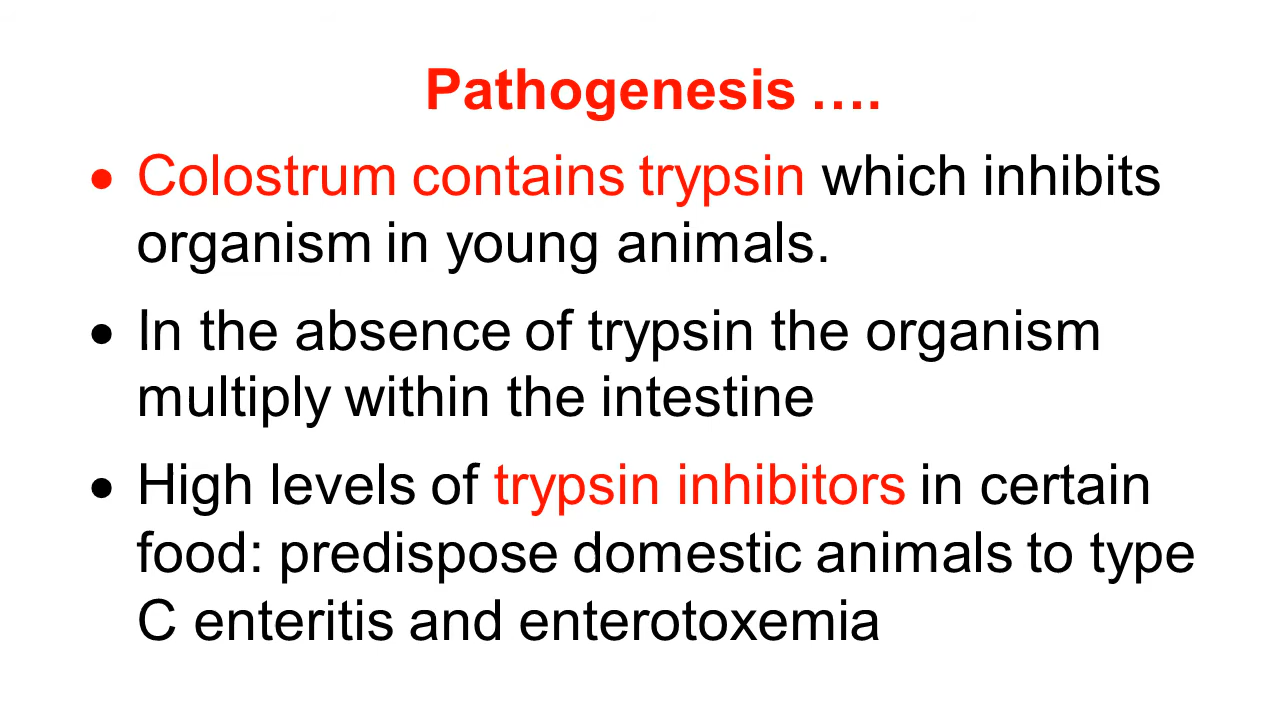 Pathogenesis ….
• Colostrum contains trypsin which inhibits
organism in young animals.
• In the absence of trypsin the organism
multiply within the intestine
• High levels of trypsin inhibitors in certain
food: predispose domestic animals to type
C enteritis and enterotoxemia